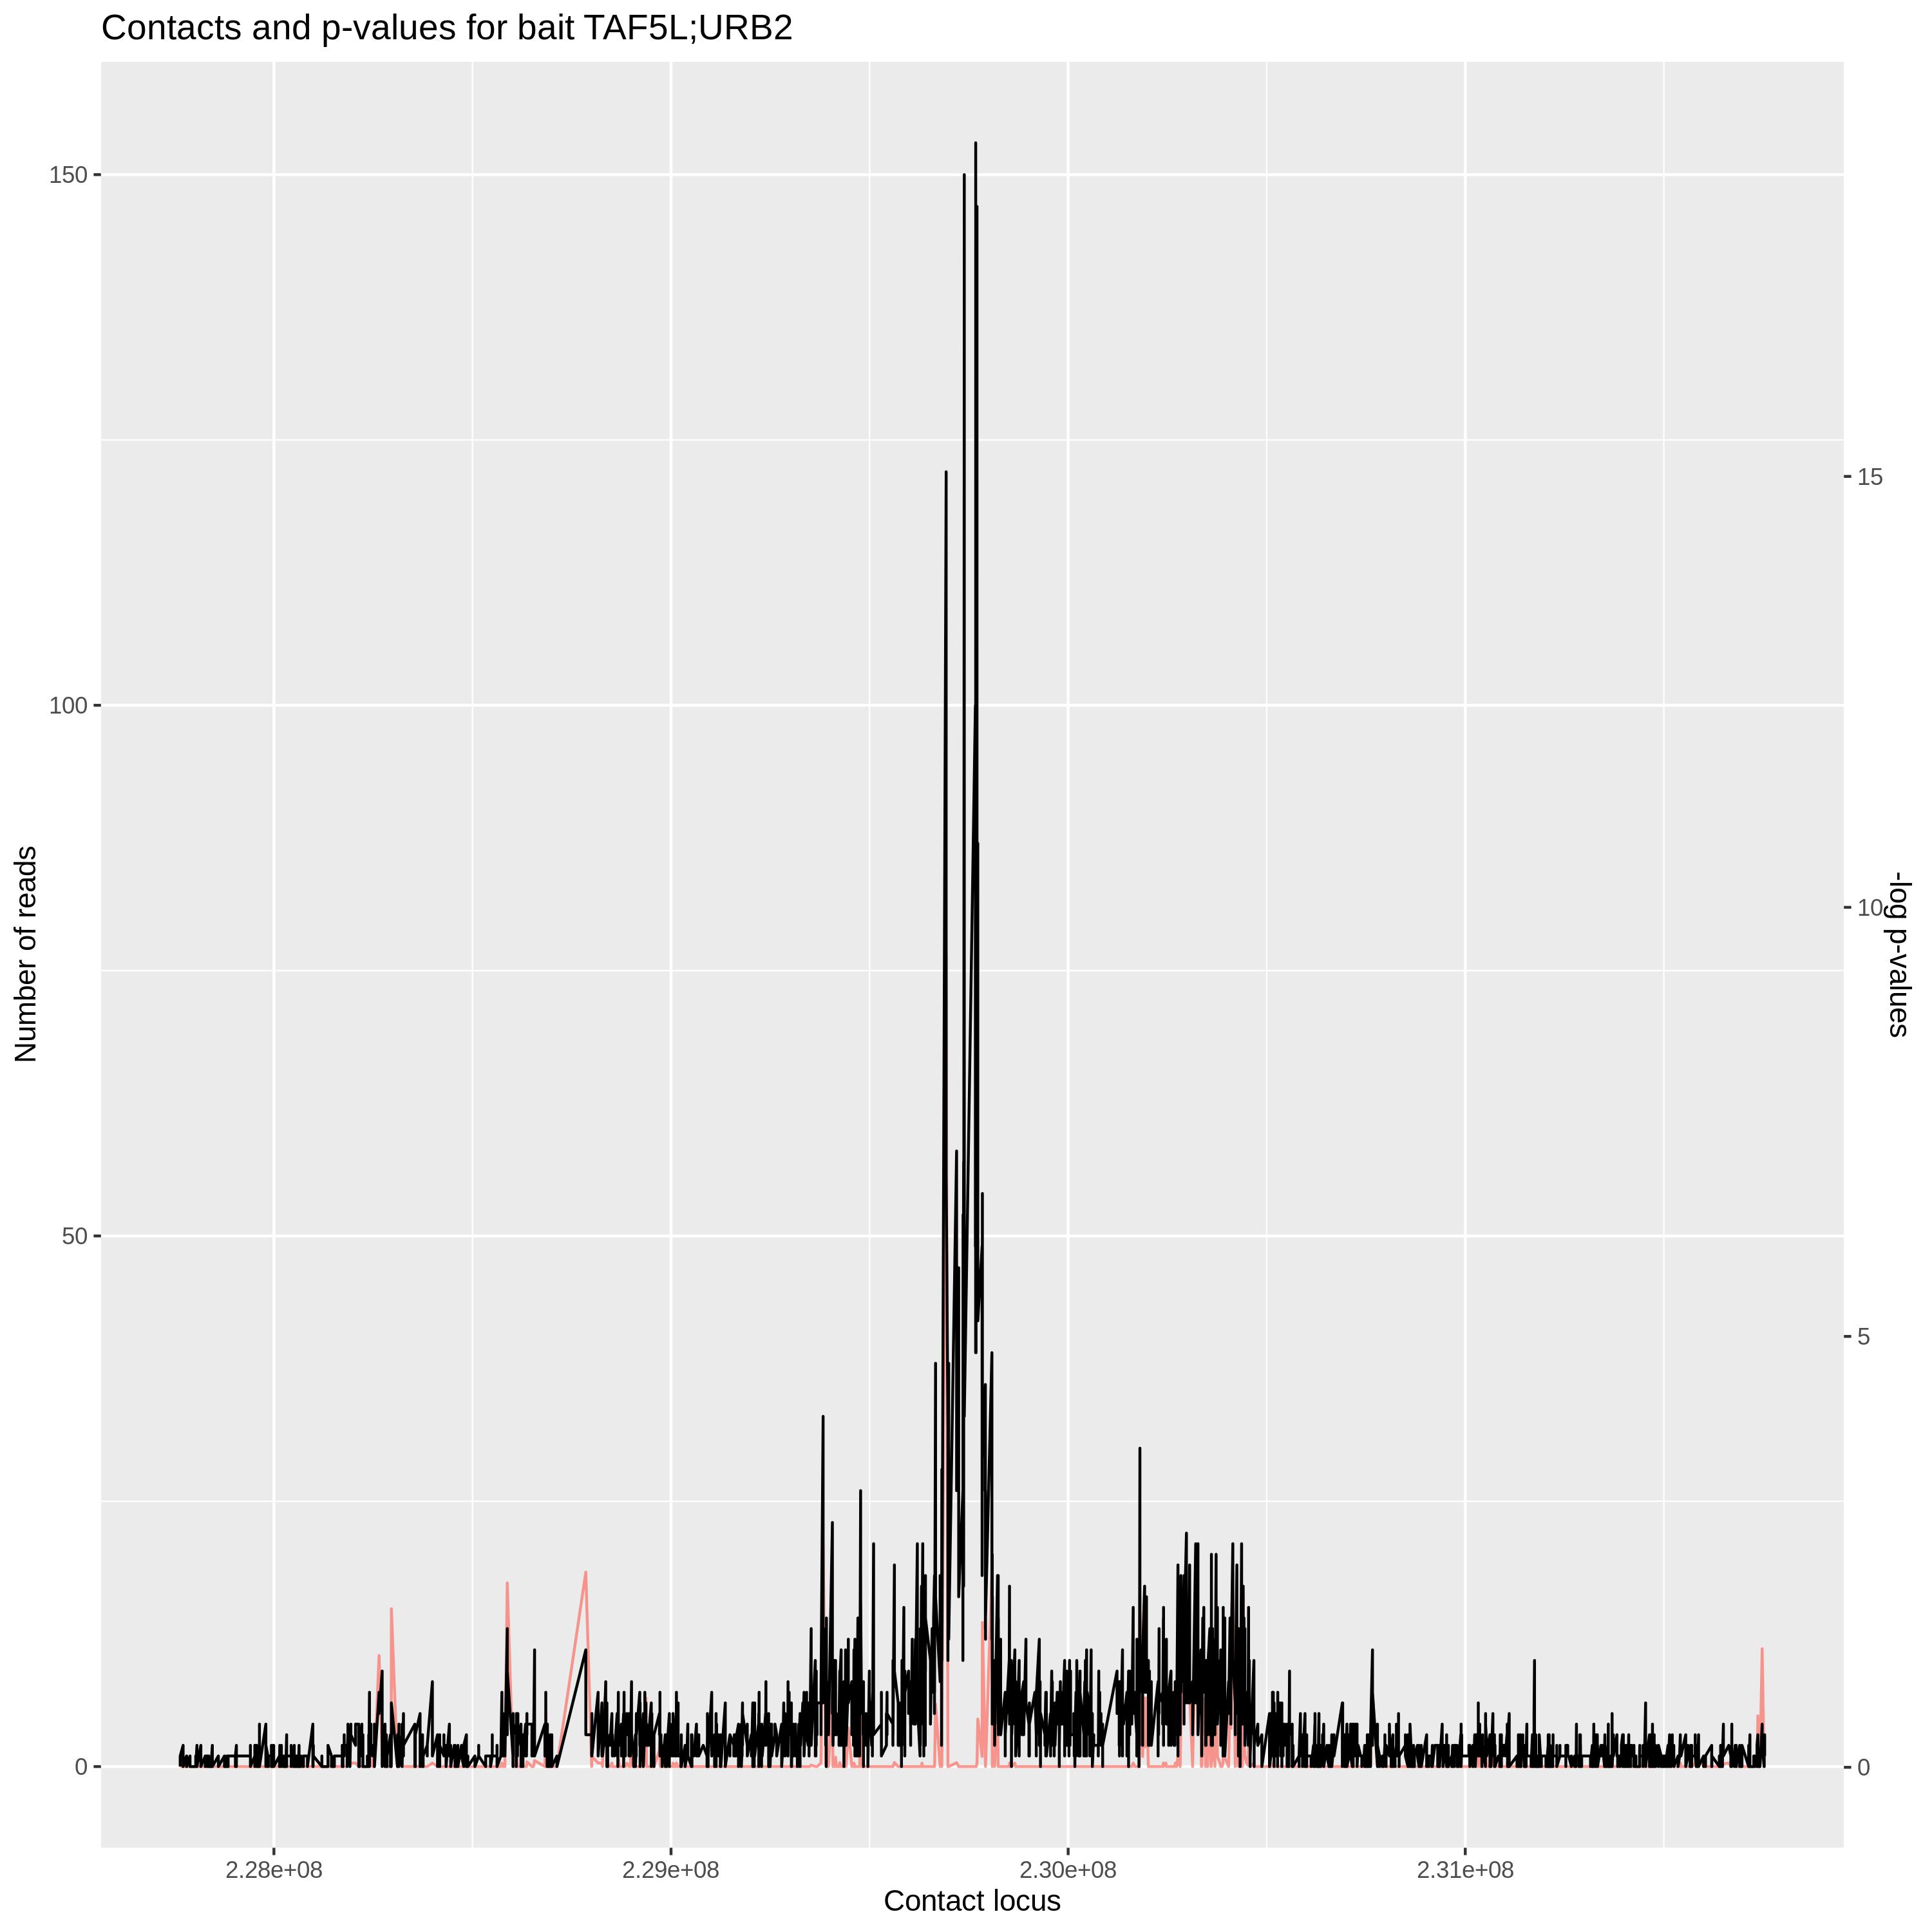 Contacts and p-values for bait TAF5L;URB2
150
100
50
0
Number of reads
15
10
5
0
-log p-values
2.28e+08
2.29e+08
2.30e+08
2.31e+08
Contact locus